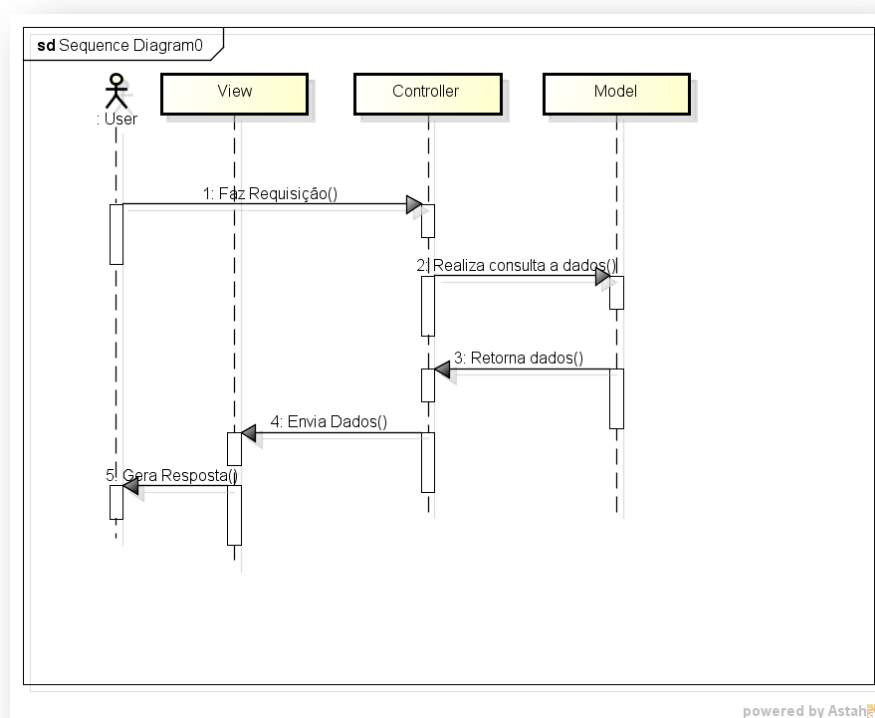 sd Sequence Diagram0
: User
View
Controller
Model
1: Faz Requisição()
2: Realiza consulta a dados()
3: Retorna dados()
4: Envia Dados()
5: Gera Resposta()
powered by Astah